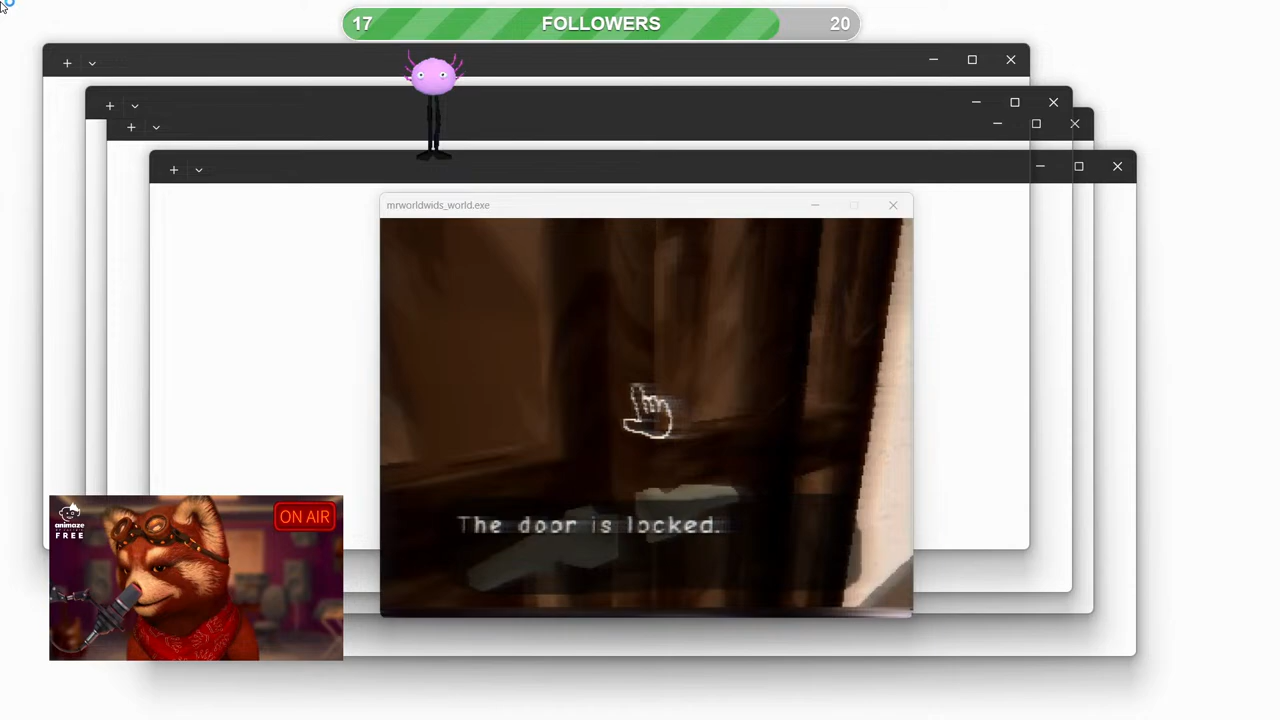 17 FOLLOWERS 20
mrworldwids_world.exe
The door is locked.
animaze
FREE
ON AIR